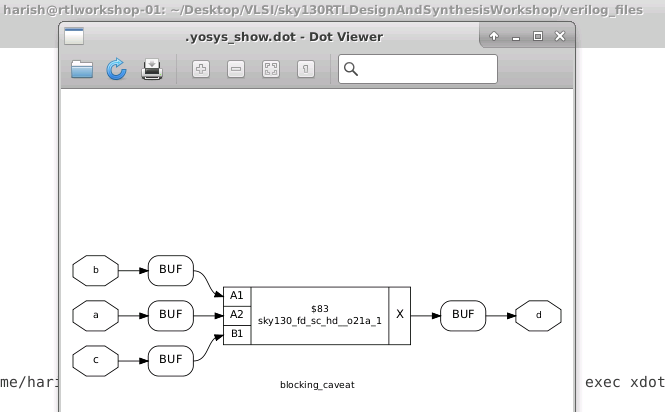 harish@rtlworkshop-01: ~/Desktop/VLSI/sky130RTLDesignAndSynthesisWorkshop/verilog_files
.yosys_show.dot - Dot Viewer
b
BUF
a
BUF
c
BUF
A1
A2
B1
$83
sky130_fd_sc_hd__o21a_1
X
BUF
d
blocking_caveat
me/hari
exec xdot